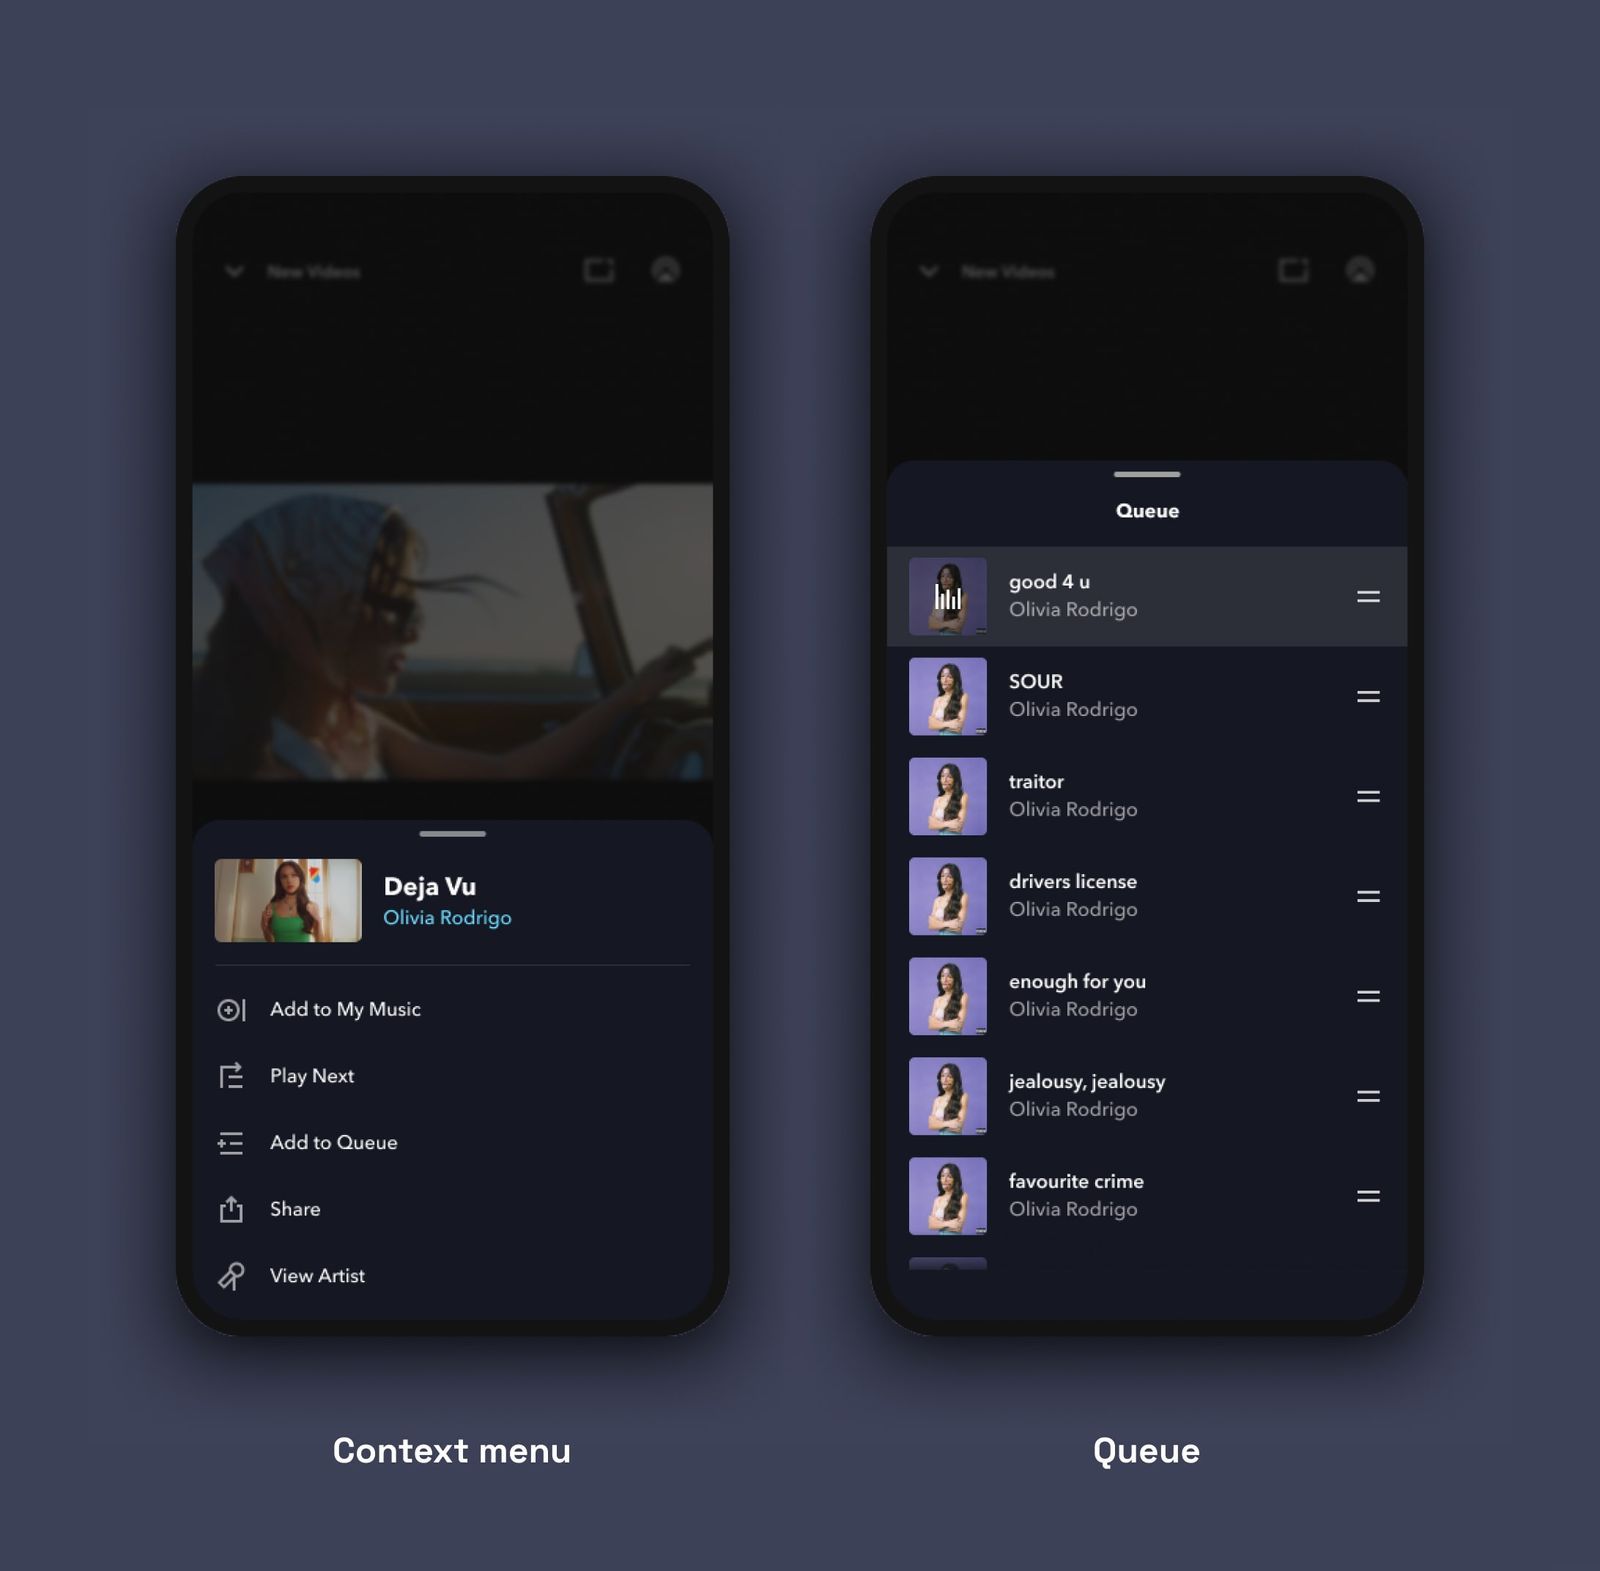 New Videos
Deja Vu
Olivia Rodrigo
Add to My Music
Play Next
Add to Queue
Share
View Artist
Context menu
New Videos
Queue
good 4 u
Olivia Rodrigo
SOUR
Olivia Rodrigo
traitor
Olivia Rodrigo
drivers license
Olivia Rodrigo
enough for you
Olivia Rodrigo
jealousy, jealousy
Olivia Rodrigo
favourite crime
Olivia Rodrigo
Queue